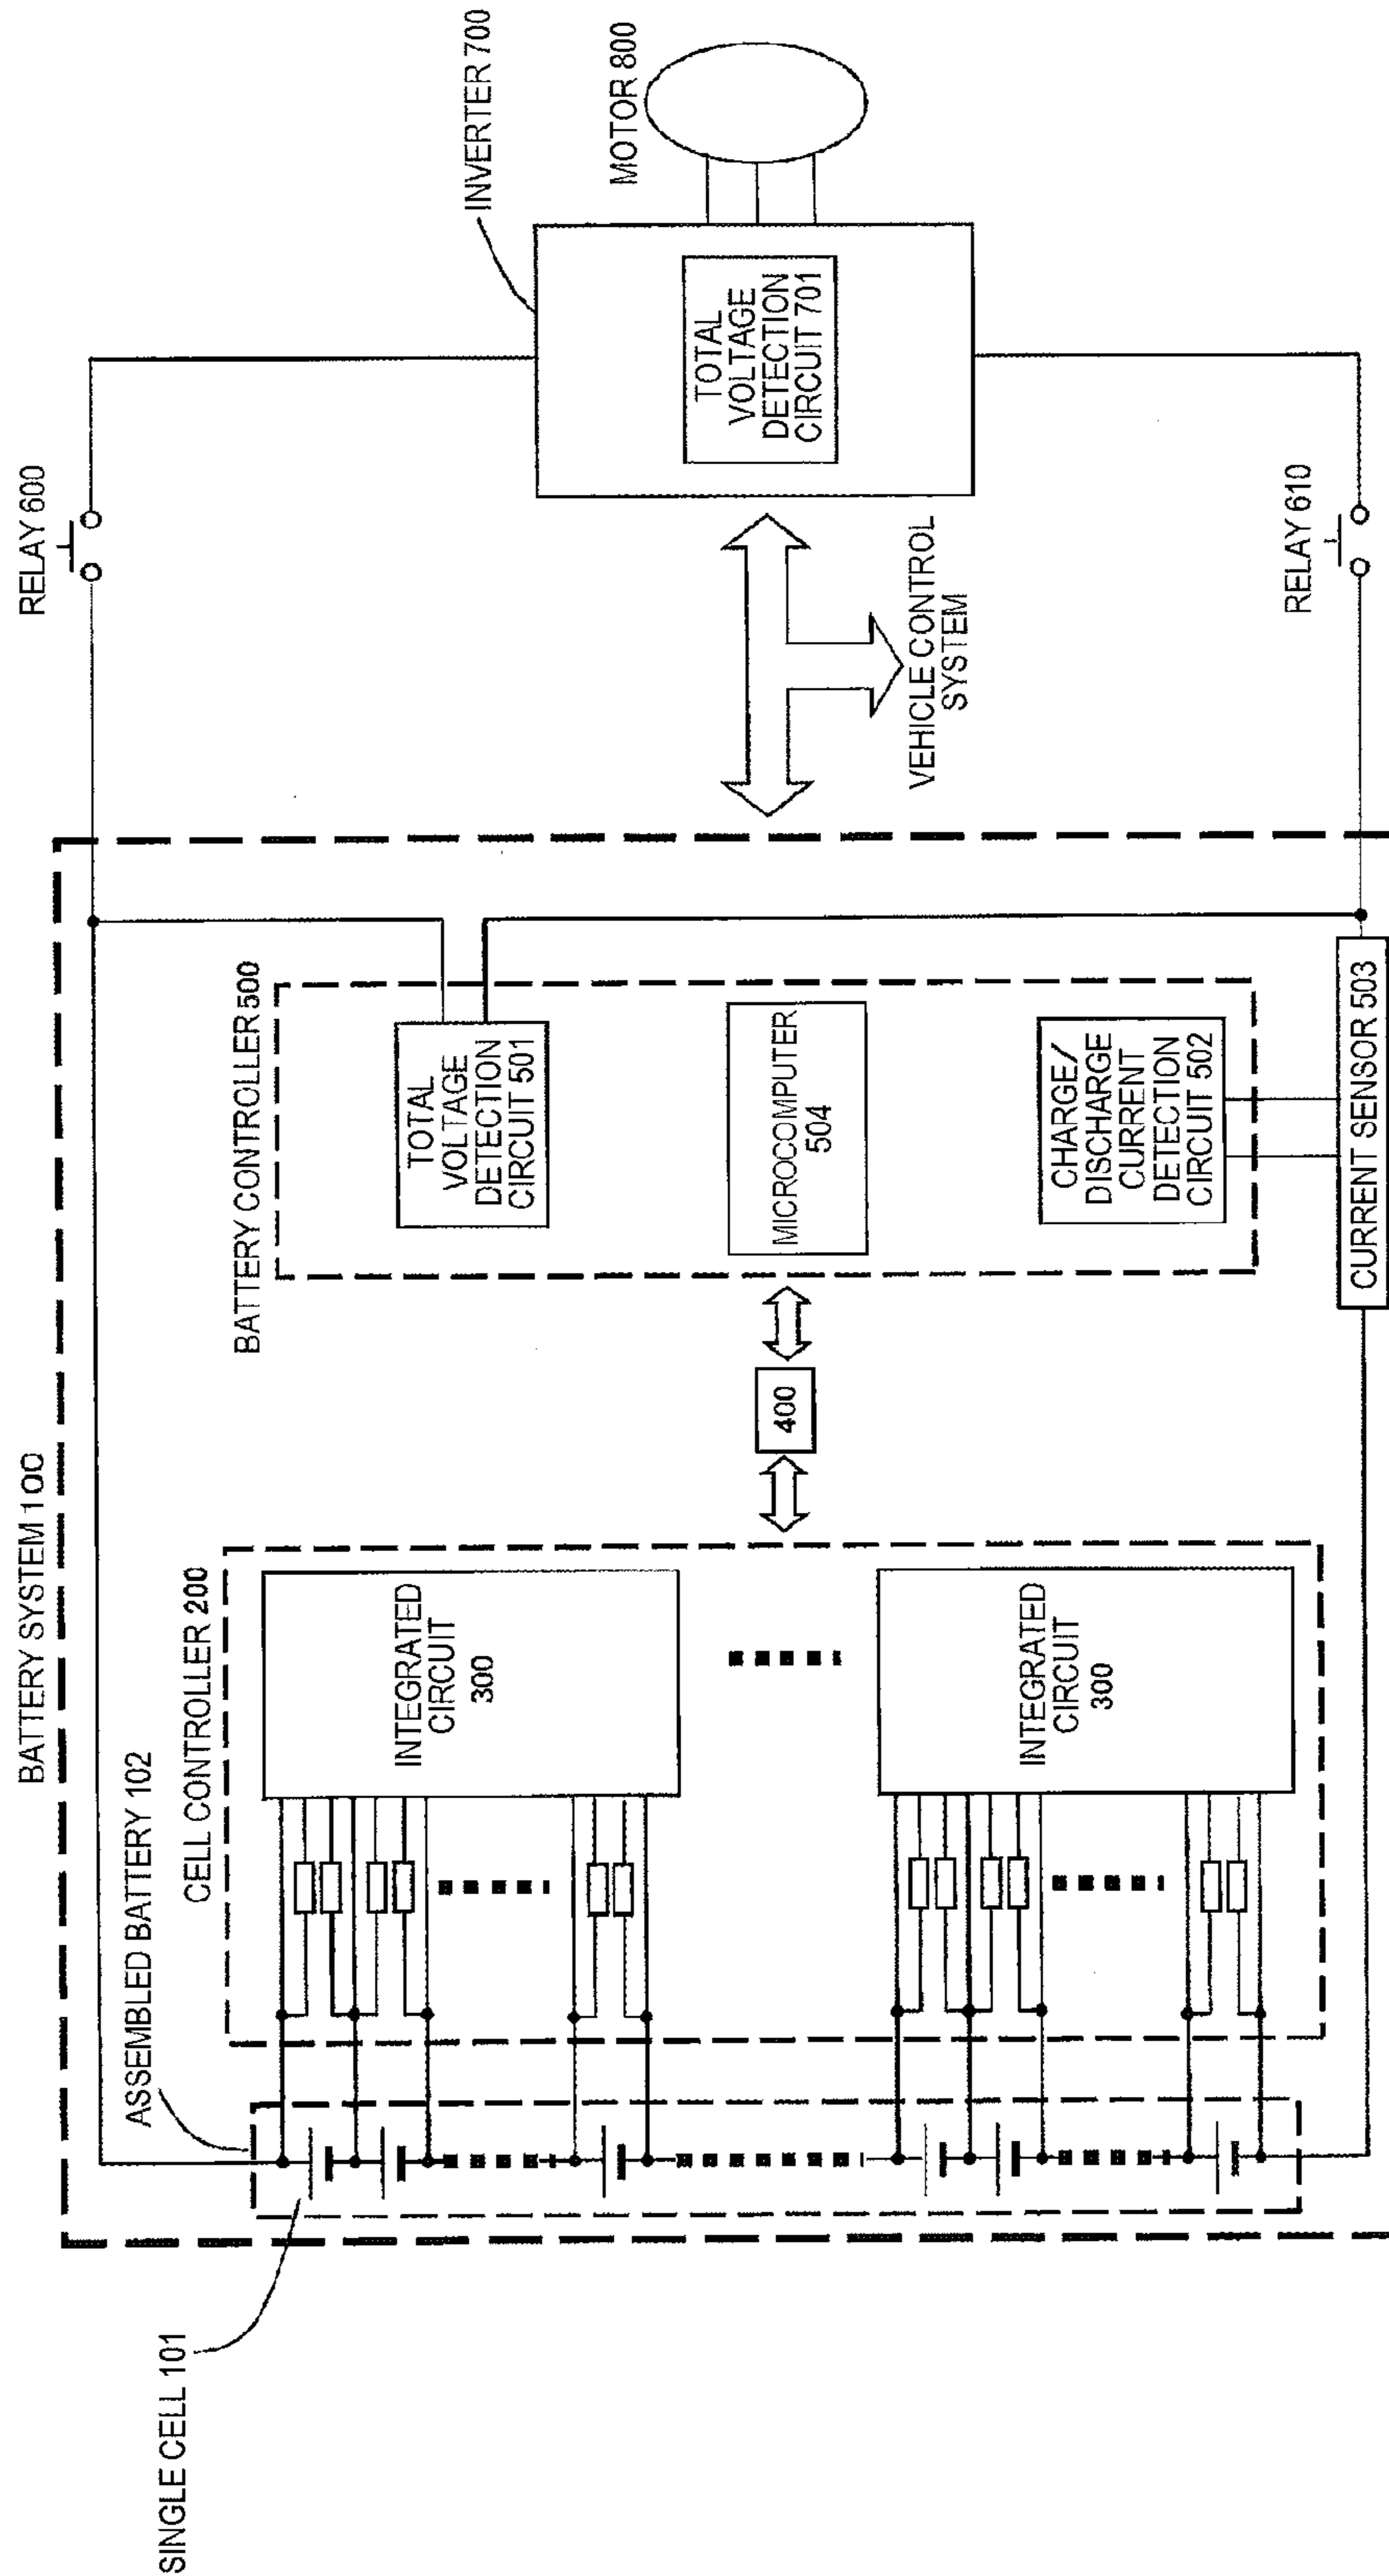 BATTERY SYSTEM 100
SINGLE CELL 101
ASSEMBLED BATTERY 102
CELL CONTROLLER 200
INTEGRATED
CIRCUIT
300
INTEGRATED
CIRCUIT
300
400
BATTERY CONTROLLER 500
TOTAL
VOLTAGE
DETECTION
CIRCUIT 501
MICROCOMPUTER
504
CHARGE/
DISCHARGE
CURRENT
DETECTION
CIRCUIT 502
CURRENT SENSOR 503
RELAY 600
RELAY 610
VEHICLE CONTROL
SYSTEM
INVERTER 700
TOTAL
VOLTAGE
DETECTION
CIRCUIT 701
MOTOR 800